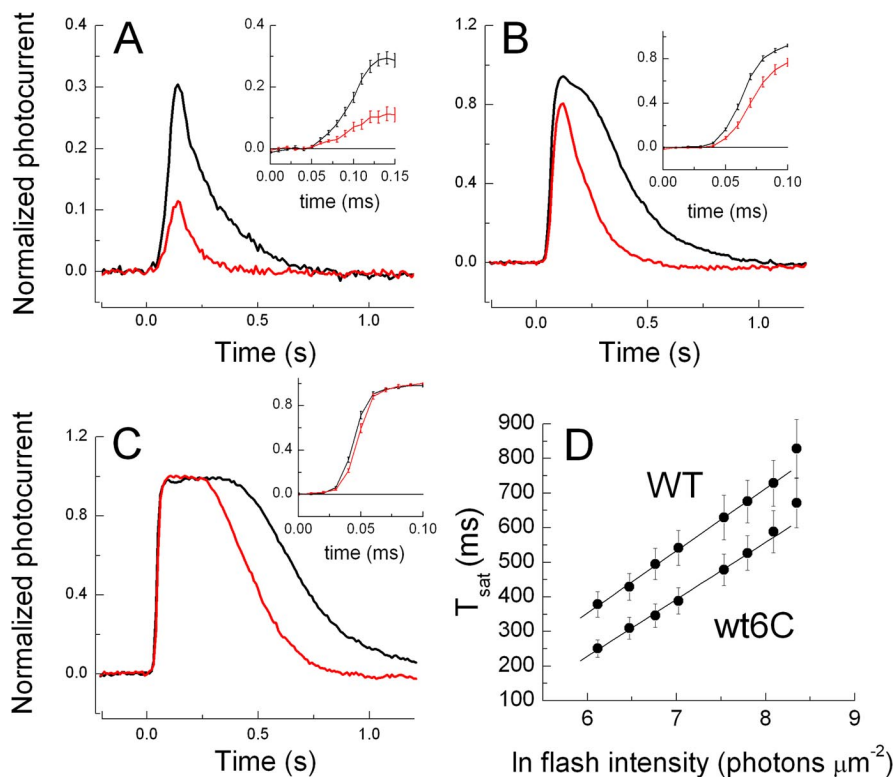 A
Normalized photocurrent
0.4
0.3
0.2
0.1
0.0
0.0 0.5 1.0
Time (s)
0.4
0.2
0.0
0.00 0.05 0.10 0.15
time (ms)
B
1.2
0.8
0.4
0.0
0.0 0.5 1.0
Time (s)
0.8
0.4
0.0
0.00 0.05 0.10
time (ms)
C
Normalized photocurrent
1.2
0.8
0.4
0.0
0.0 0.5 1.0
Time (s)
0.8
0.4
0.0
0.00 0.05 0.10
time (ms)
D
T sat (ms)
900
800
700
600
500
400
300
200
100
WT
wt6C
6 7 8 9
ln flash intensity (photons μm-2)